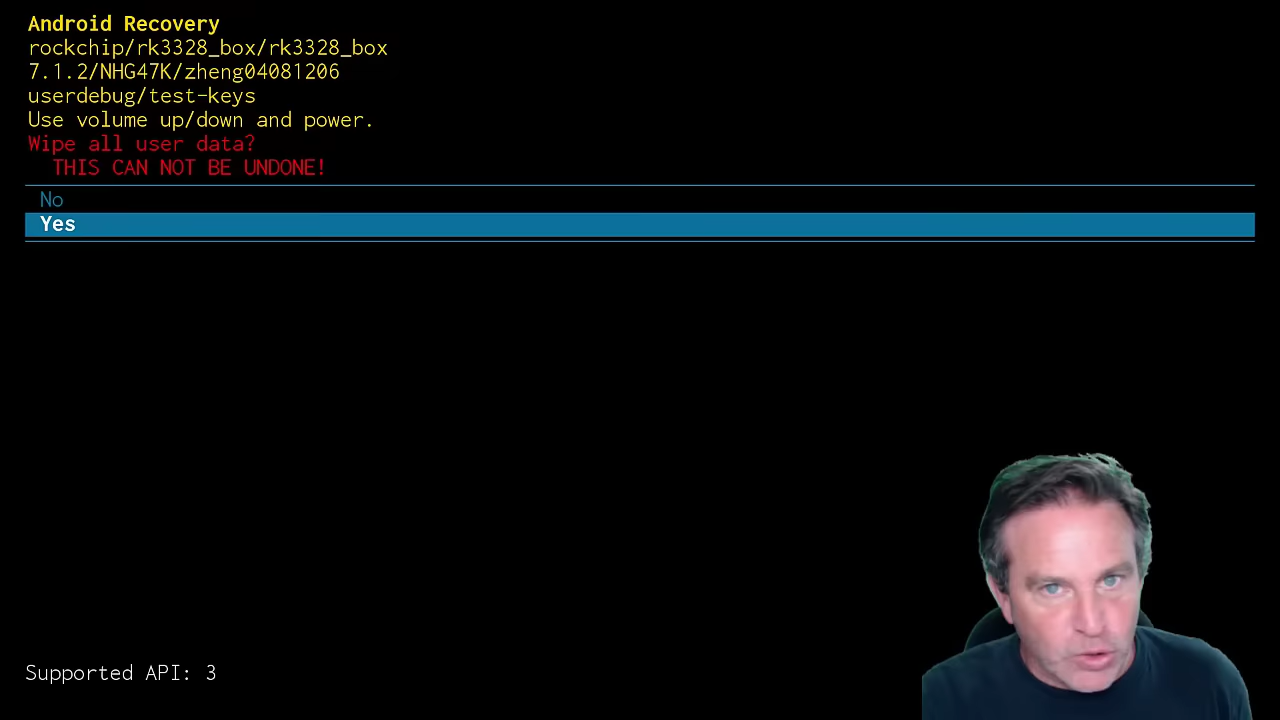 Android Recovery
rockchip/rk3328_box/rk3328_box
7.1.2/NHG47K/zheng04081206
userdebug/test-keys
Use volume up/down and power.
Wipe all user data?
THIS CAN NOT BE UNDONE!
No
Yes
Supported API: 3